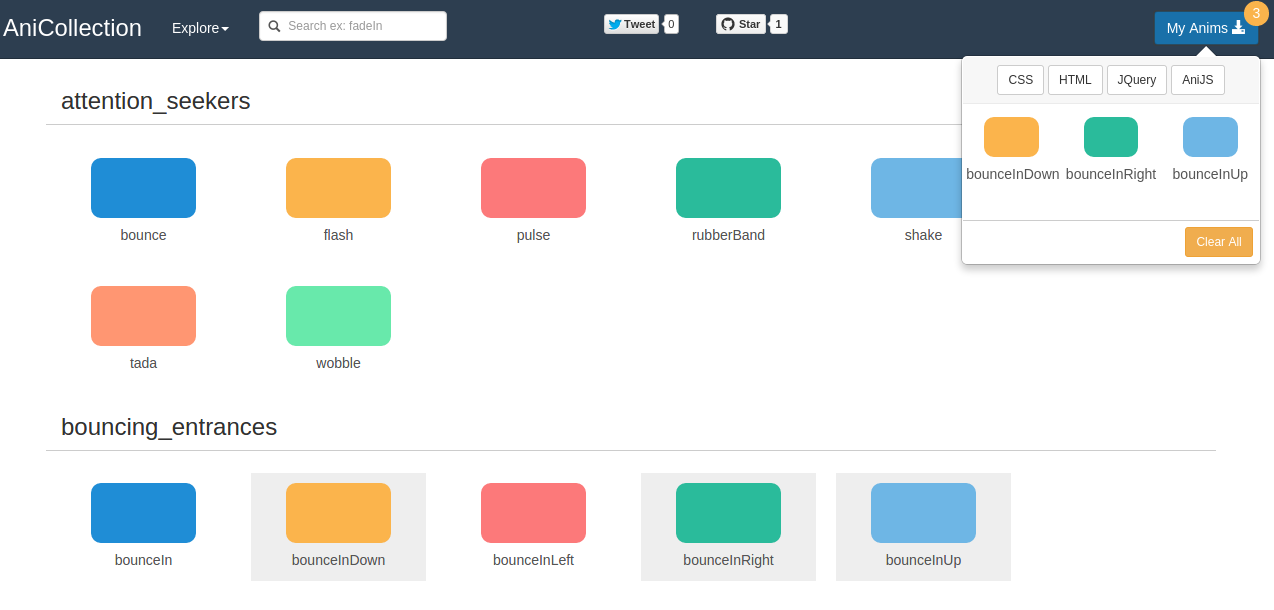 AniCollection
Explore
Search ex: fadeIn
Tweet
0
Star
1
My Anims
3
CSS
HTML
JQuery
AniJS
bounceInDown
bounceInRight
bounceInUp
Clear All
attention_seekers
bounce
flash
pulse
rubberBand
shake
tada
wobble
bouncing_entrances
bounceIn
bounceInDown
bounceInLeft
bounceInRight
bounceInUp